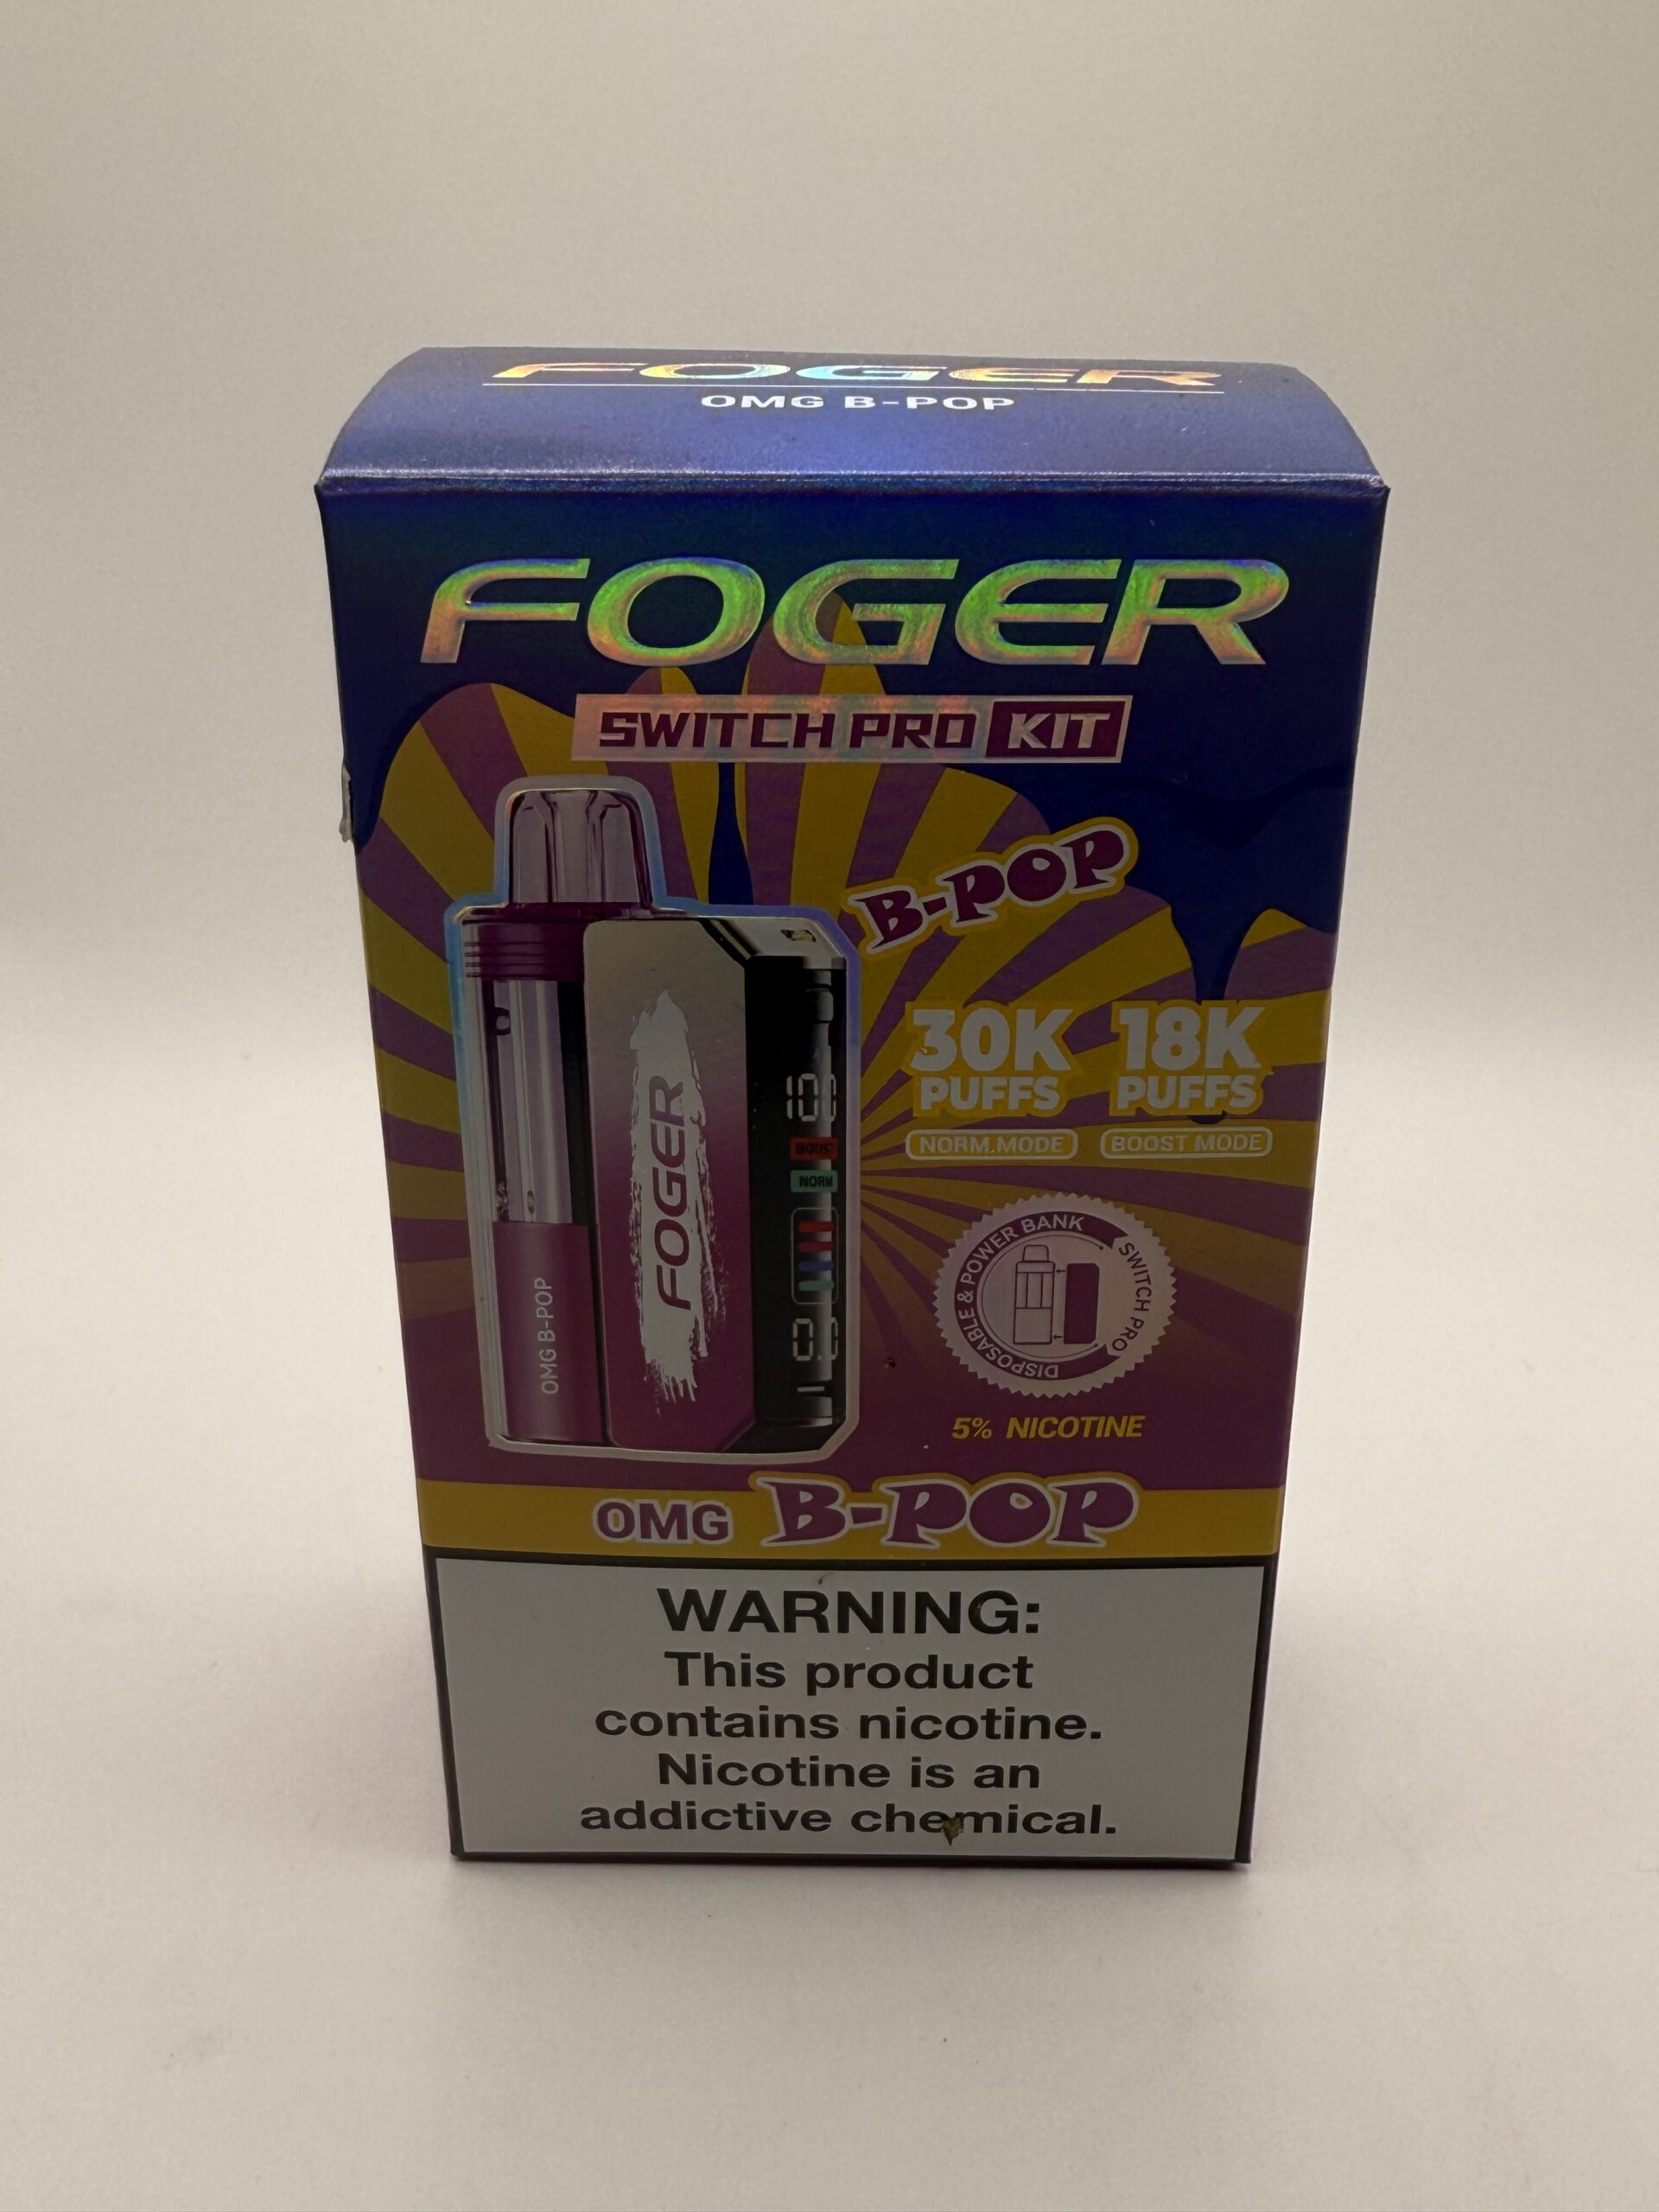 FOGER
OMG B-POP
FOGER
SWITCH PRO KIT
B-POP
30K PUFFS
NORM MODE
18K PUFFS
BOOST MODE
FOGER
OMG B-POP
100
BOOST
NORM
DISPOSABLE & POWER BANK
SWITCH PRO
5% NICOTINE
OMG B-POP
WARNING:
This product
contains nicotine.
Nicotine is an
addictive chemical.